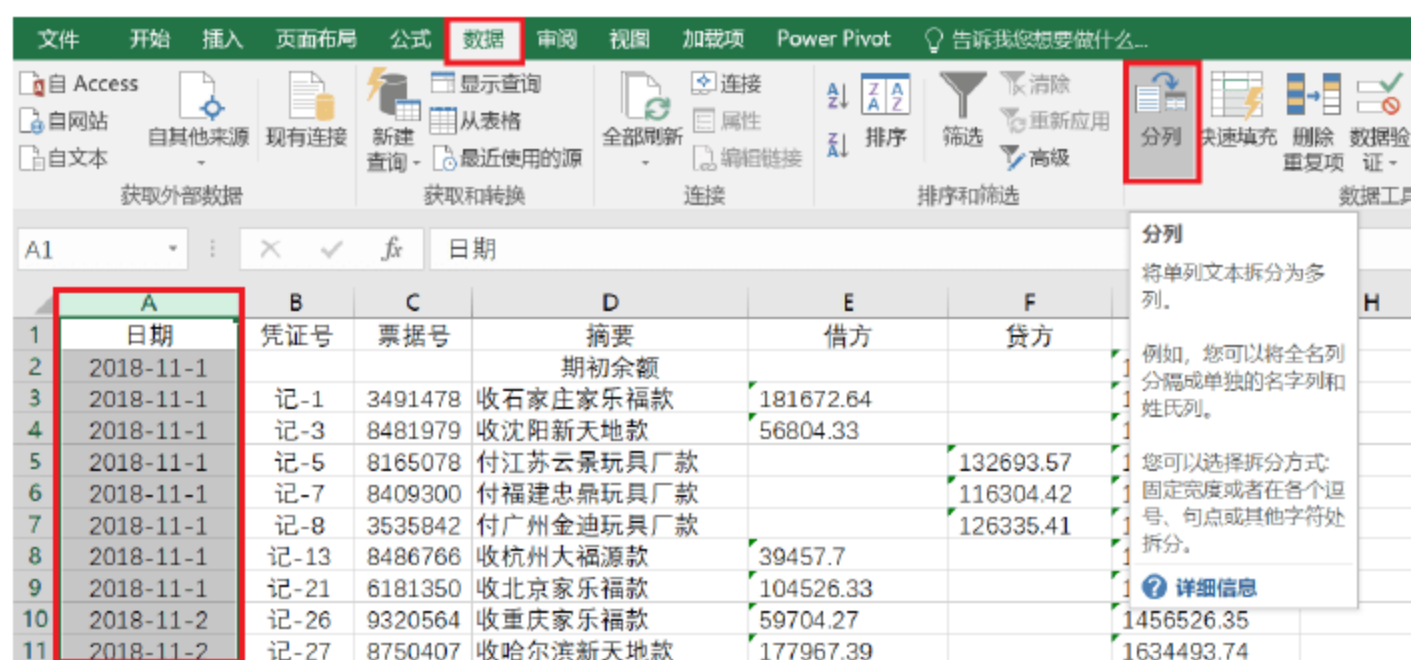 文件 开始 插入 页面布局 公式 数据 审阅 视图 加载项 Power Pivot 告诉我您想要做什么...
自 Access
自网站
自文本
自其他来源
现有连接
获取外部数据
新建
查询
显示查询
从表格
最近使用的源
获取和转换
全部刷新
连接
属性
编辑链接
连接
排序
筛选
清除
重新应用
高级
排序和筛选
分列
快速填充
删除
重复项
数据验
证
数据工具
A1 fx 日期
分列
将单列文本拆分为多
列。
例如，您可以将全名列
分隔成单独的名字列和
姓氏列。
您可以选择拆分方式:
固定宽度或者在各个逗
号、句点或其他字符处
拆分。
详细信息
A B C D E F H
1 日期 凭证号 票据号 摘要 借方 贷方
2 2018-11-1 期初余额
3 2018-11-1 记-1 3491478 收石家庄家乐福款 181672.64
4 2018-11-1 记-3 8481979 收沈阳新天地款 56804.33
5 2018-11-1 记-5 8165078 付江苏云景玩具厂款 132693.57
6 2018-11-1 记-7 8409300 付福建忠鼎玩具厂款 116304.42
7 2018-11-1 记-8 3535842 付广州金迪玩具厂款 126335.41
8 2018-11-1 记-13 8486766 收杭州大福源款 39457.7
9 2018-11-1 记-21 6181350 收北京家乐福款 104526.33
10 2018-11-2 记-26 9320564 收重庆家乐福款 59704.27 1456526.35
11 2018-11-2 记-27 8750407 收哈尔滨新天地款 177967.39 1634493.74